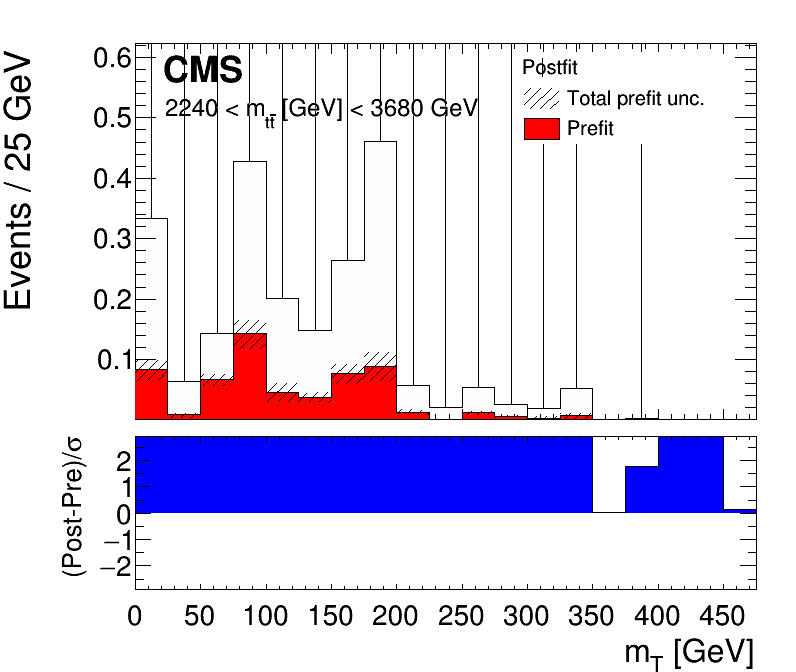 Events / 25 GeV
0.6
0.5
0.4
0.3
0.2
0.1
CMS
2240 < m_tt̄ [GeV] < 3680 GeV
Postfit
Total prefit unc.
Prefit
(Post-Pre)/σ
2
1
0
−1
−2
0 50 100 150 200 250 300 350 400 450
m_T [GeV]